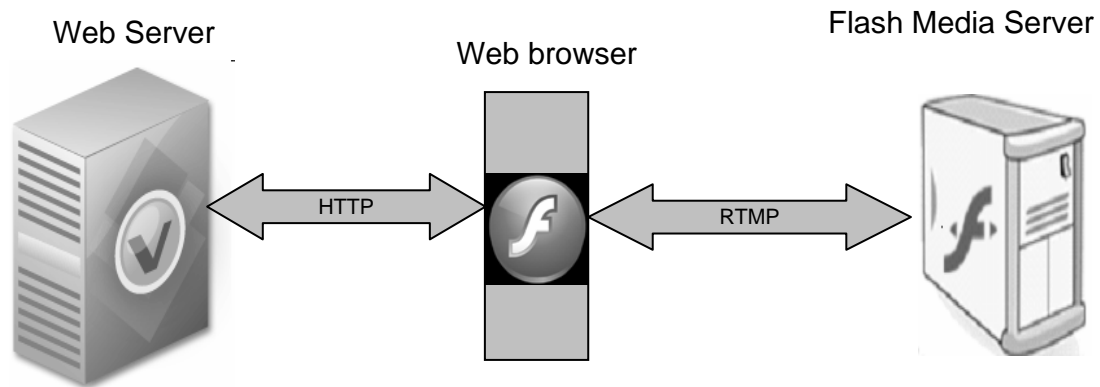 Web Server
Web browser
Flash Media Server
HTTP
RTMP